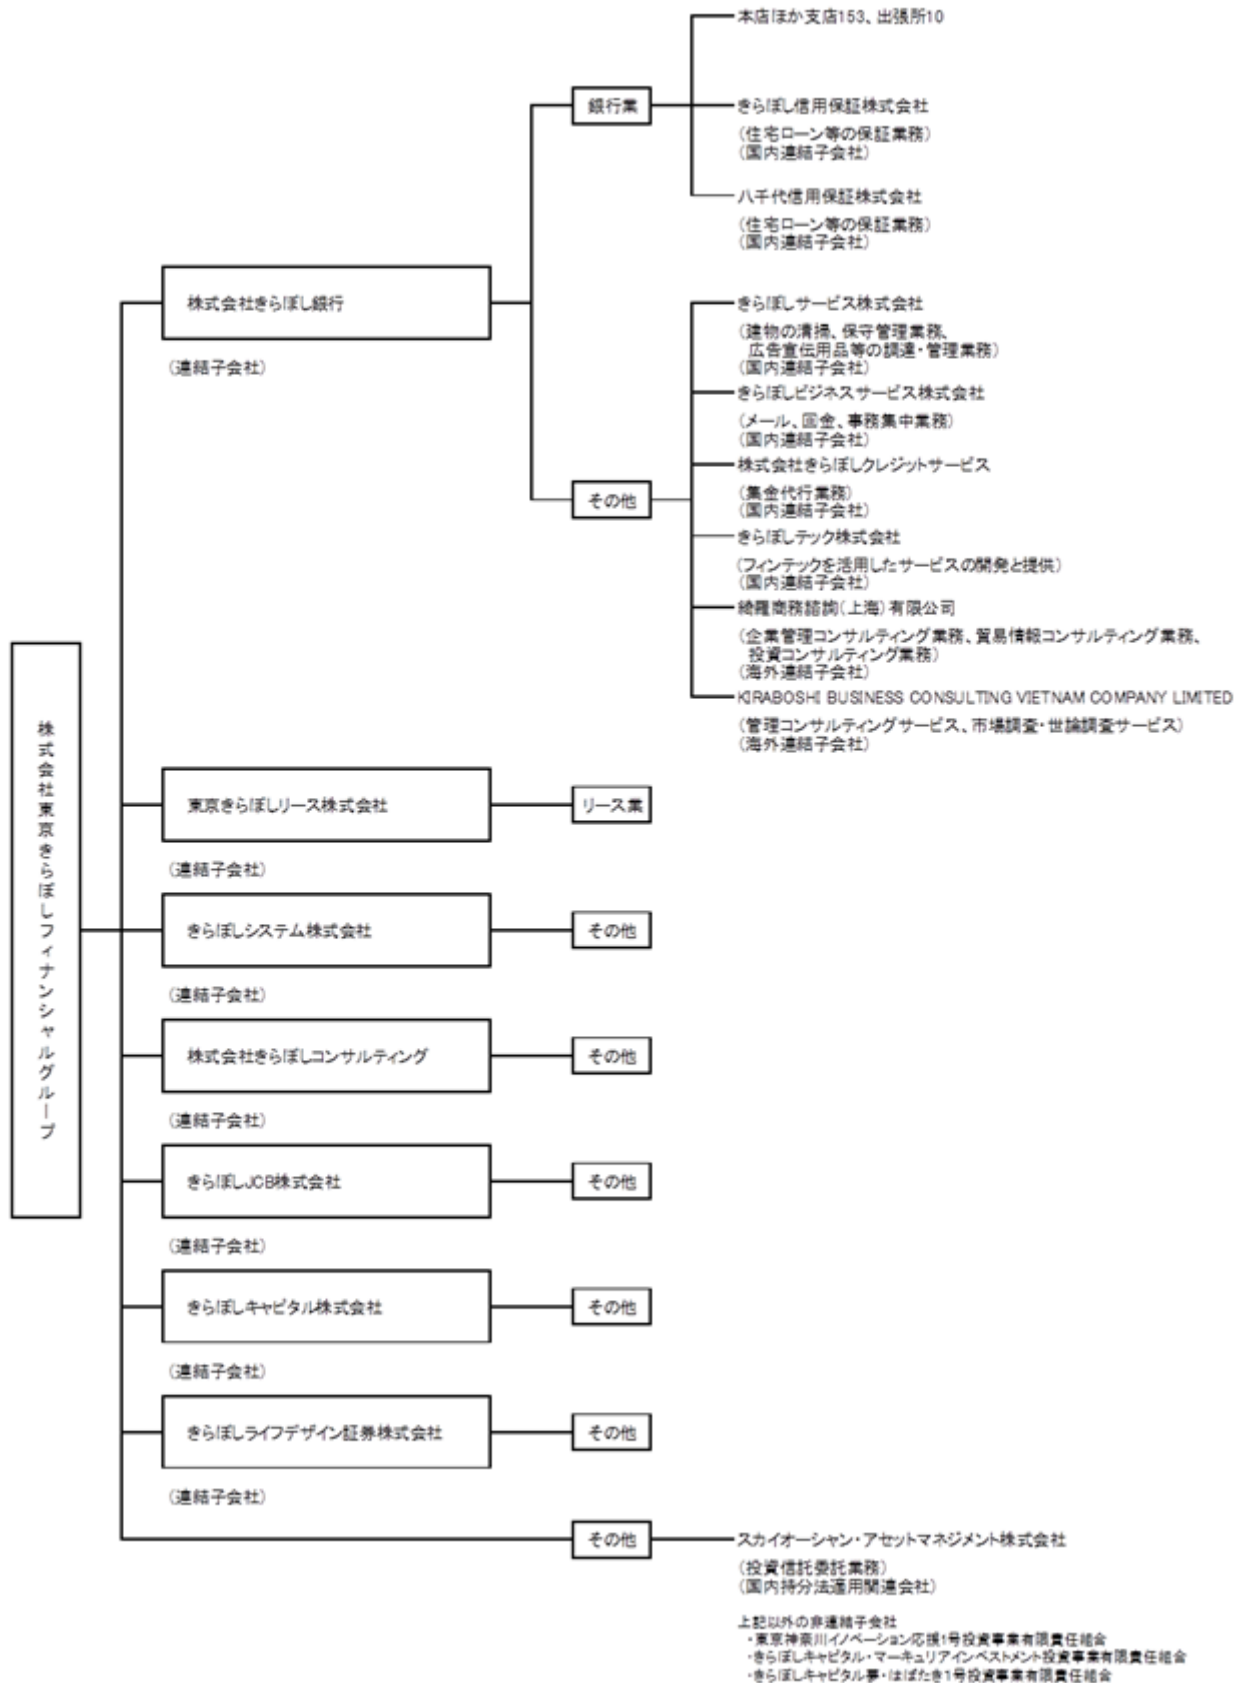 本店ほか支店153、出張所10
銀行業
きらぼし信用保証株式会社
(住宅ローン等の保証業務)
(国内連結子会社)
八千代信用保証株式会社
(住宅ローン等の保証業務)
(国内連結子会社)
株式会社きらぼし銀行
(連結子会社)
きらぼしサービス株式会社
(建物の清掃、保守管理業務、
広告宣伝用品等の調達・管理業務)
(国内連結子会社)
きらぼしビジネスサービス株式会社
(メール、回金、事務集中業務)
(国内連結子会社)
株式会社きらぼしクレジットサービス
(集金代行業務)
(国内連結子会社)
その他
きらぼしテック株式会社
(フィンテックを活用したサービスの開発と提供)
(国内連結子会社)
綺羅商務諮詢(上海)有限公司
(企業管理コンサルティング業務、貿易情報コンサルティング業務、
投資コンサルティング業務)
(海外連結子会社)
KIRABOSHI BUSINESS CONSULTING VIETNAM COMPANY LIMITED
(管理コンサルティングサービス、市場調査・世論調査サービス)
(海外連結子会社)
株式会社東京きらぼしフィナンシャルグループ
東京きらぼしリース株式会社
リース業
(連結子会社)
きらぼしシステム株式会社
その他
(連結子会社)
株式会社きらぼしコンサルティング
その他
(連結子会社)
きらぼしJCB株式会社
その他
(連結子会社)
きらぼしキャピタル株式会社
その他
(連結子会社)
きらぼしライフデザイン証券株式会社
その他
(連結子会社)
その他
スカイオーシャン・アセットマネジメント株式会社
(投資信託委託業務)
(国内持分法適用関連会社)
上記以外の非連結子会社
・東京神奈川イノベーション応援1号投資事業有限責任組合
・きらぼしキャピタル・マーキュリアインベストメント投資事業有限責任組合
・きらぼしキャピタル夢・はばたき1号投資事業有限責任組合